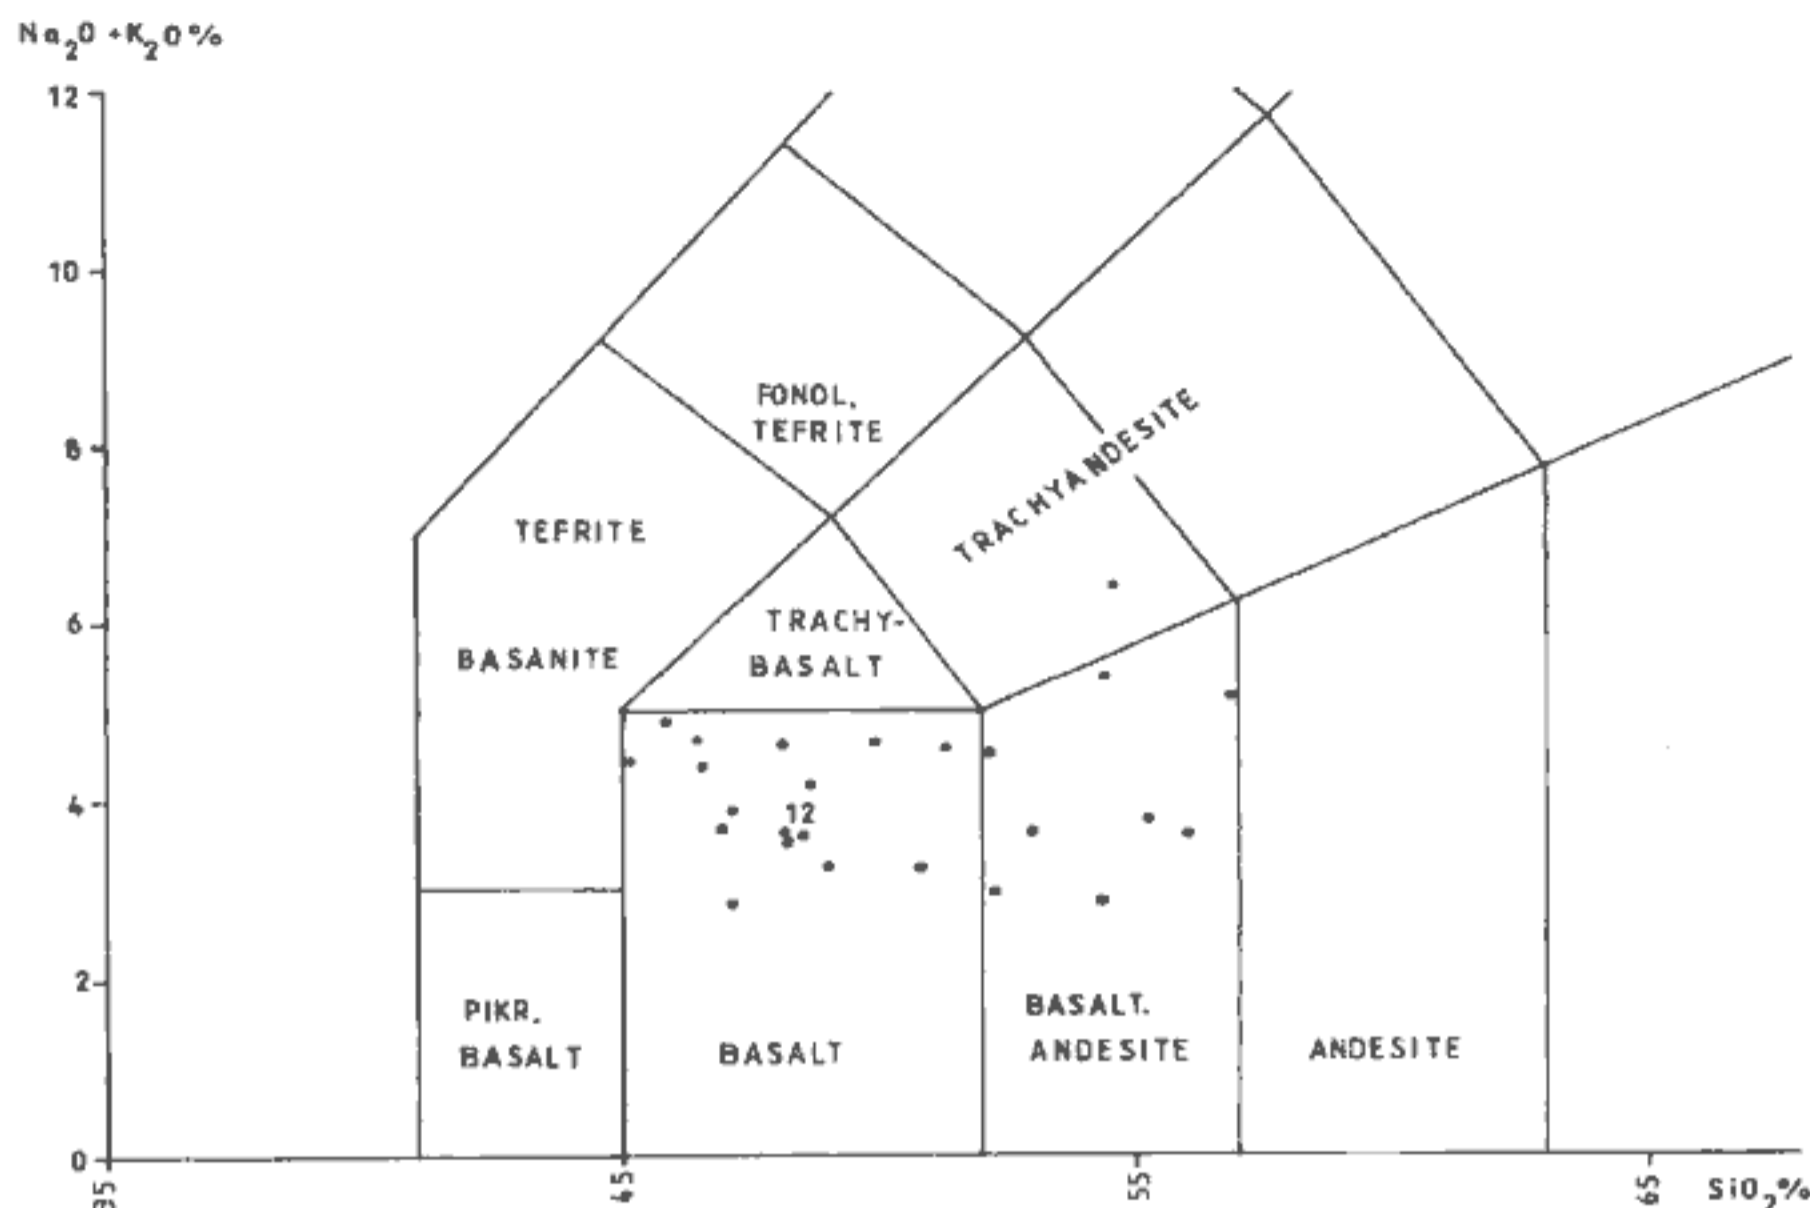 Na2O +K2O%
12
10
8
6
4
2
0
FONOL.
TEFRITE
TRACHYANDESITE
TEFRITE
BASANITE
TRACHY-
BASALT
12
PIKR.
BASALT
BASALT
BASALT.
ANDESITE
ANDESITE
35
45
55
65
SiO2%